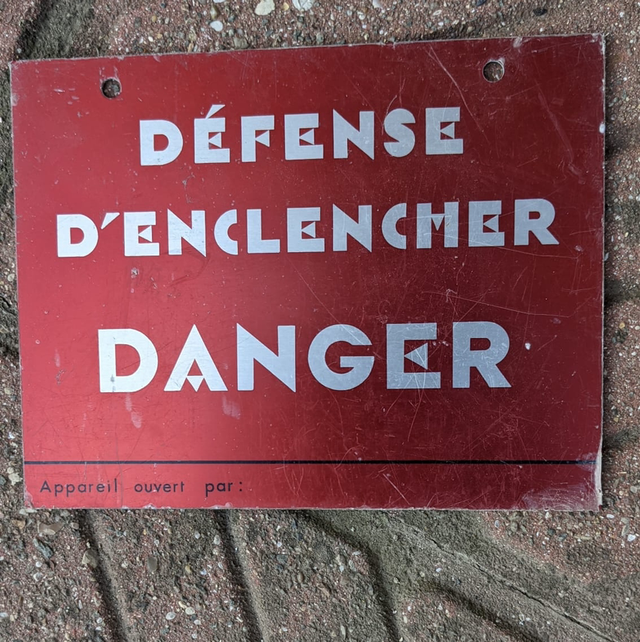 DÉFENSE
D'ENCLENCHER
DANGER
Appareil ouvert par: